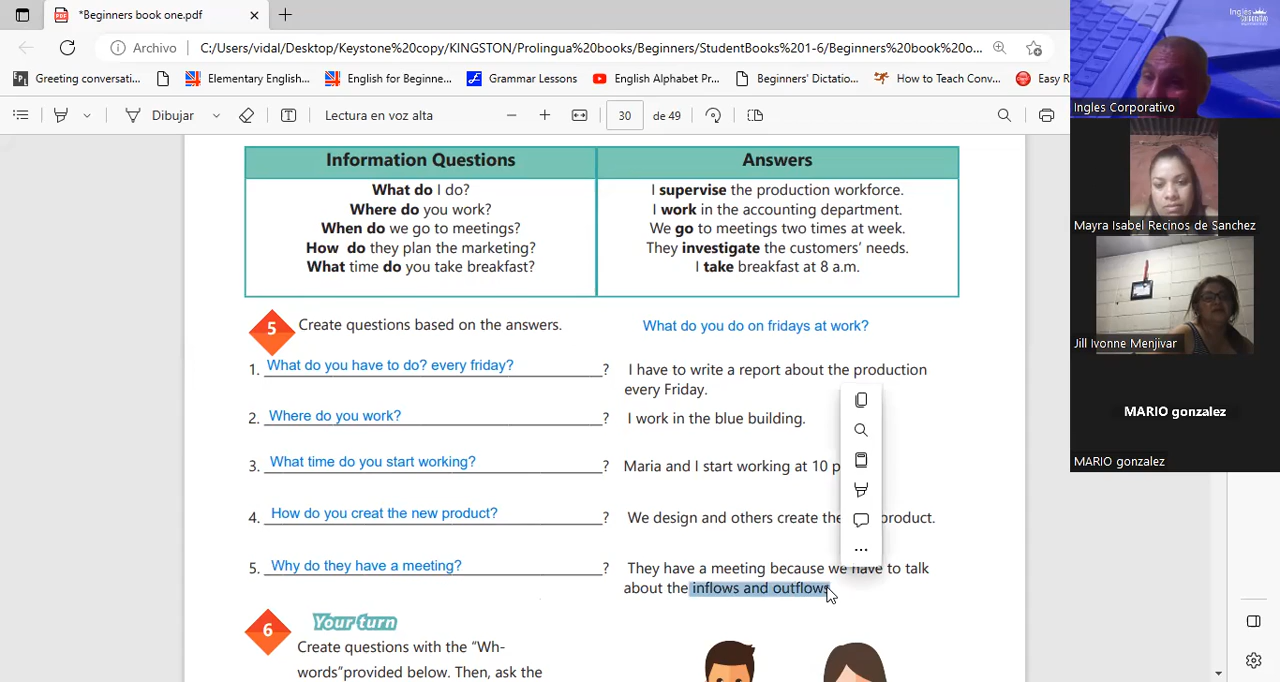 *Beginners book one.pdf
Archivo
C:/Users/vidal/Desktop/Keystone%20copy/KINGSTON/Prolingua%20books/Beginners/StudentBooks%201-6/Beginners%20book%20o...
Greeting conversati...
Elementary English...
English for Beginne...
Grammar Lessons
English Alphabet Pr...
Beginners' Dictatio...
How to Teach Conv...
Easy R
Dibujar
Lectura en voz alta
30
de 49
Information Questions
Answers
What do I do?
I supervise the production workforce.
Where do you work?
I work in the accounting department.
When do we go to meetings?
We go to meetings two times at week.
How do they plan the marketing?
They investigate the customers' needs.
What time do you take breakfast?
I take breakfast at 8 a.m.
5
Create questions based on the answers.
What do you do on fridays at work?
1. What do you have to do? every friday? ?
I have to write a report about the production
every Friday.
2. Where do you work? ?
I work in the blue building.
3. What time do you start working? ?
Maria and I start working at 10 p
4. How do you creat the new product? ?
We design and others create the product.
5. Why do they have a meeting? ?
They have a meeting because we have to talk
about the inflows and outflows
6
Your turn
Create questions with the "Wh-
words"provided below. Then, ask the
Inglés
Ingles Corporativo
Mayra Isabel Recinos de Sanchez
Jill Ivonne Menjivar
MARIO gonzalez
MARIO gonzalez